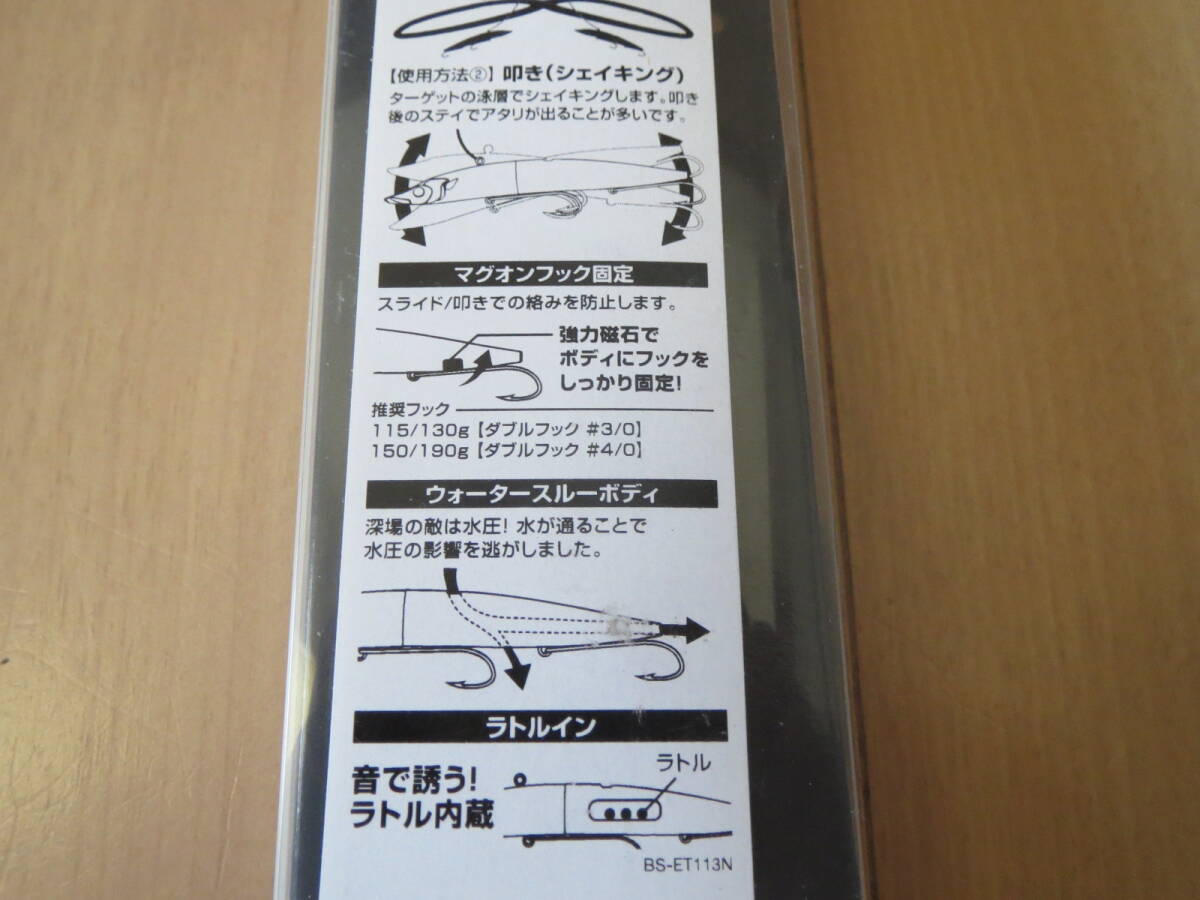 【使用方法②】 叩き(シェイキング)
ターゲットの泳層でシェイキングします。叩き
後のステイでアタリが出ることが多いです。
マグオンフック固定
スライド/叩きでの絡みを防止します。
強力磁石で
ボディにフックを
しっかり固定!
推奨フック
115/130g【ダブルフック #3/0】
150/190g【ダブルフック #4/0】
ウォータースルーボディ
深場の敵は水圧! 水が通ることで
水圧の影響を逃がしました。
ラトルイン
音で誘う!
ラトル内蔵
ラトル
BS-ET113N